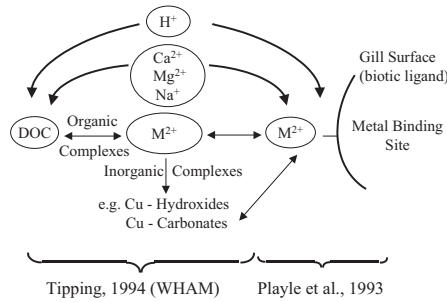 H⁺
Ca²⁺
Mg²⁺
Na⁺
Gill Surface
(biotic ligand)
DOC
Organic
Complexes
M²⁺
M²⁺
Metal Binding
Site
Inorganic Complexes
e.g. Cu - Hydroxides
Cu - Carbonates
Tipping, 1994 (WHAM)
Playle et al., 1993